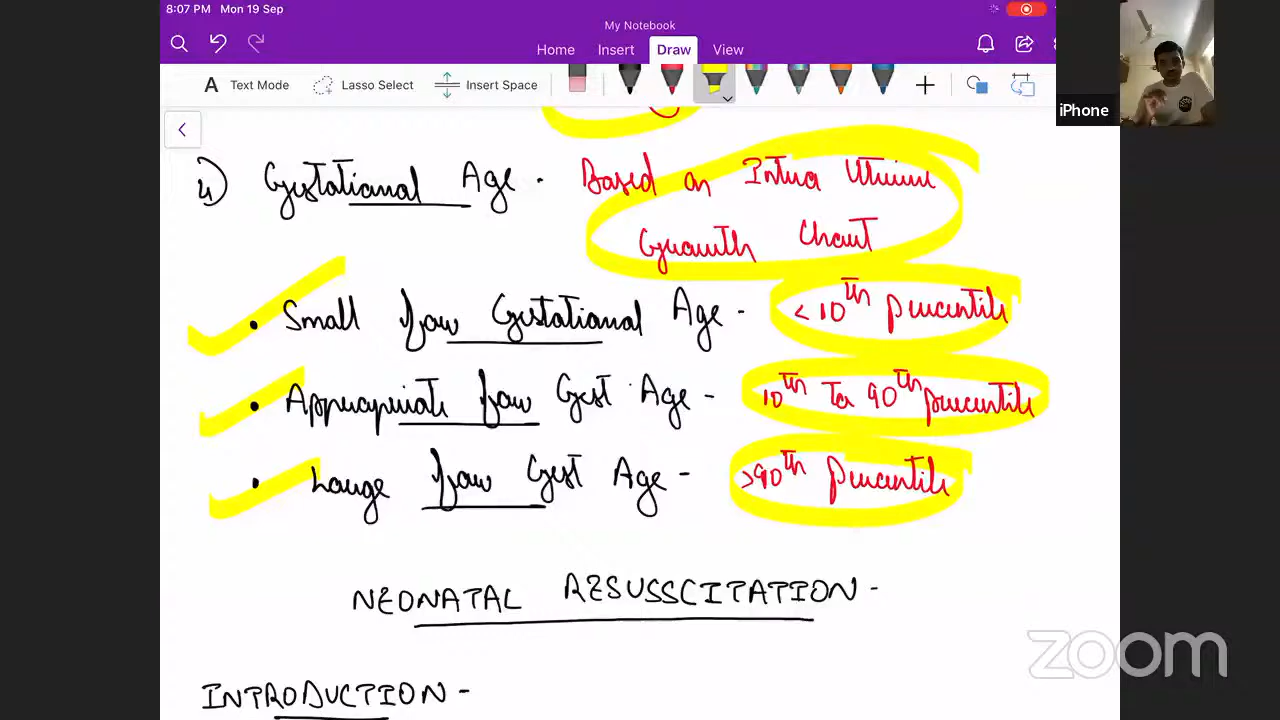 8:07 PM Mon 19 Sep
My Notebook
Home Insert Draw View
A Text Mode Lasso Select Insert Space
iPhone
4) Gestational Age - Based on Intra Uterine
Growth Chart
• Small for Gestational Age - < 10th percentile
• Appropriate for Gest Age - 10th To 90th percentile
• Large for Gest Age - >90th percentile
NEONATAL RESUSSCITATION -
INTRODUCTION -
zoom